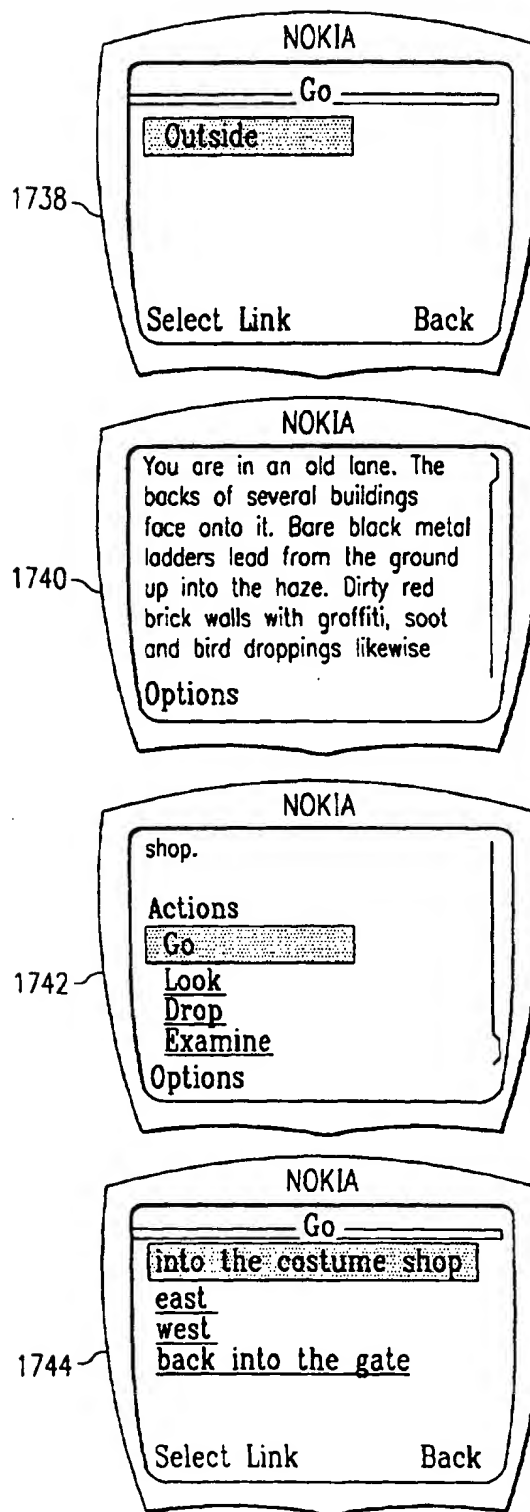 NOKIA
Go
Outside
1738
Select Link Back
NOKIA
You are in an old lane. The
backs of several buildings
face onto it. Bare black metal
ladders lead from the ground
1740
up into the haze. Dirty red
brick walls with graffiti, soot
and bird droppings likewise
Options
NOKIA
shop.
Actions
Go
1742
Look
Drop
Examine
Options
NOKIA
Go
into the costume shop
east
west
1744
back into the gate
Select Link Back